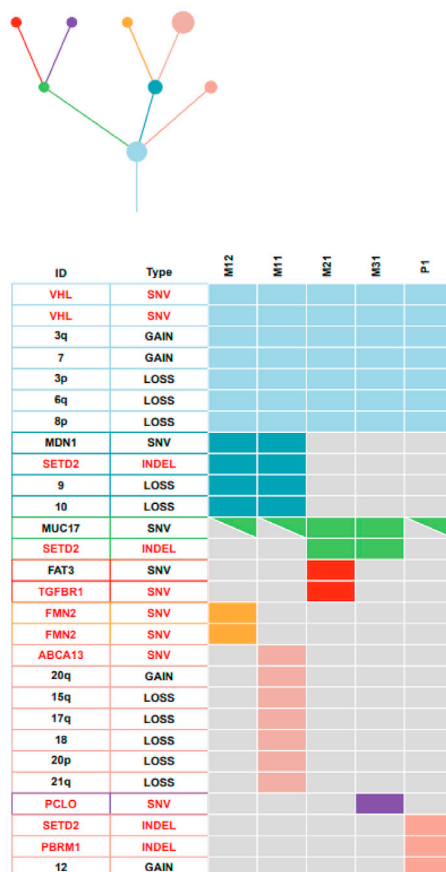 ID Type M12 M11 M21 M31 P1
VHL SNV
VHL SNV
3q GAIN
7 GAIN
3p LOSS
6q LOSS
8p LOSS
MDN1 SNV
SETD2 INDEL
9 LOSS
10 LOSS
MUC17 SNV
SETD2 INDEL
FAT3 SNV
TGFBR1 SNV
FMN2 SNV
FMN2 SNV
ABCA13 SNV
20q GAIN
15q LOSS
17q LOSS
18 LOSS
20p LOSS
21q LOSS
PCLO SNV
SETD2 INDEL
PBRM1 INDEL
12 GAIN